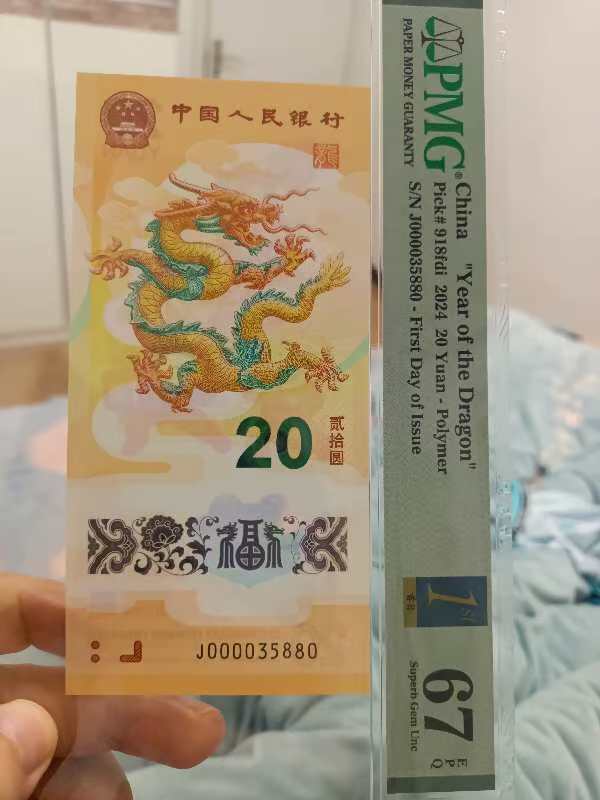 中国人民银行
龍
20
贰拾圆
福
J000035880
PMG®
PAPER MONEY GUARANTY
China "Year of the Dragon"
Pick# 918fdi 2024 20 Yuan - Polymer
S/N J000035880 - First Day of Issue
1st
67 EPQ
Superb Gem Unc